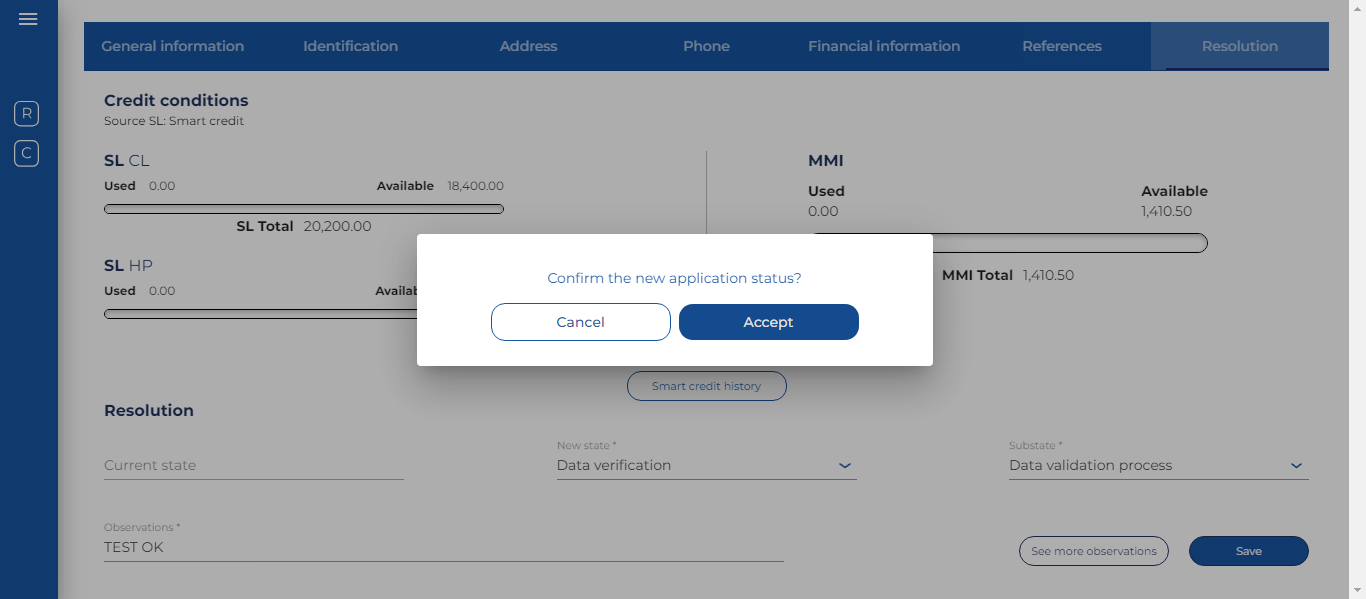 General information Identification Address Phone Financial information References Resolution
R
C
Credit conditions
Source SL: Smart credit
SL CL
Used 0.00 Available 18,400.00
SL Total 20,200.00
SL HP
Used 0.00
MMI
Used Available
0.00 1,410.50
MMI Total 1,410.50
Confirm the new application status?
Cancel Accept
Smart credit history
Resolution
Current state
New state *
Data verification
Substate *
Data validation process
Observations *
TEST OK
See more observations Save